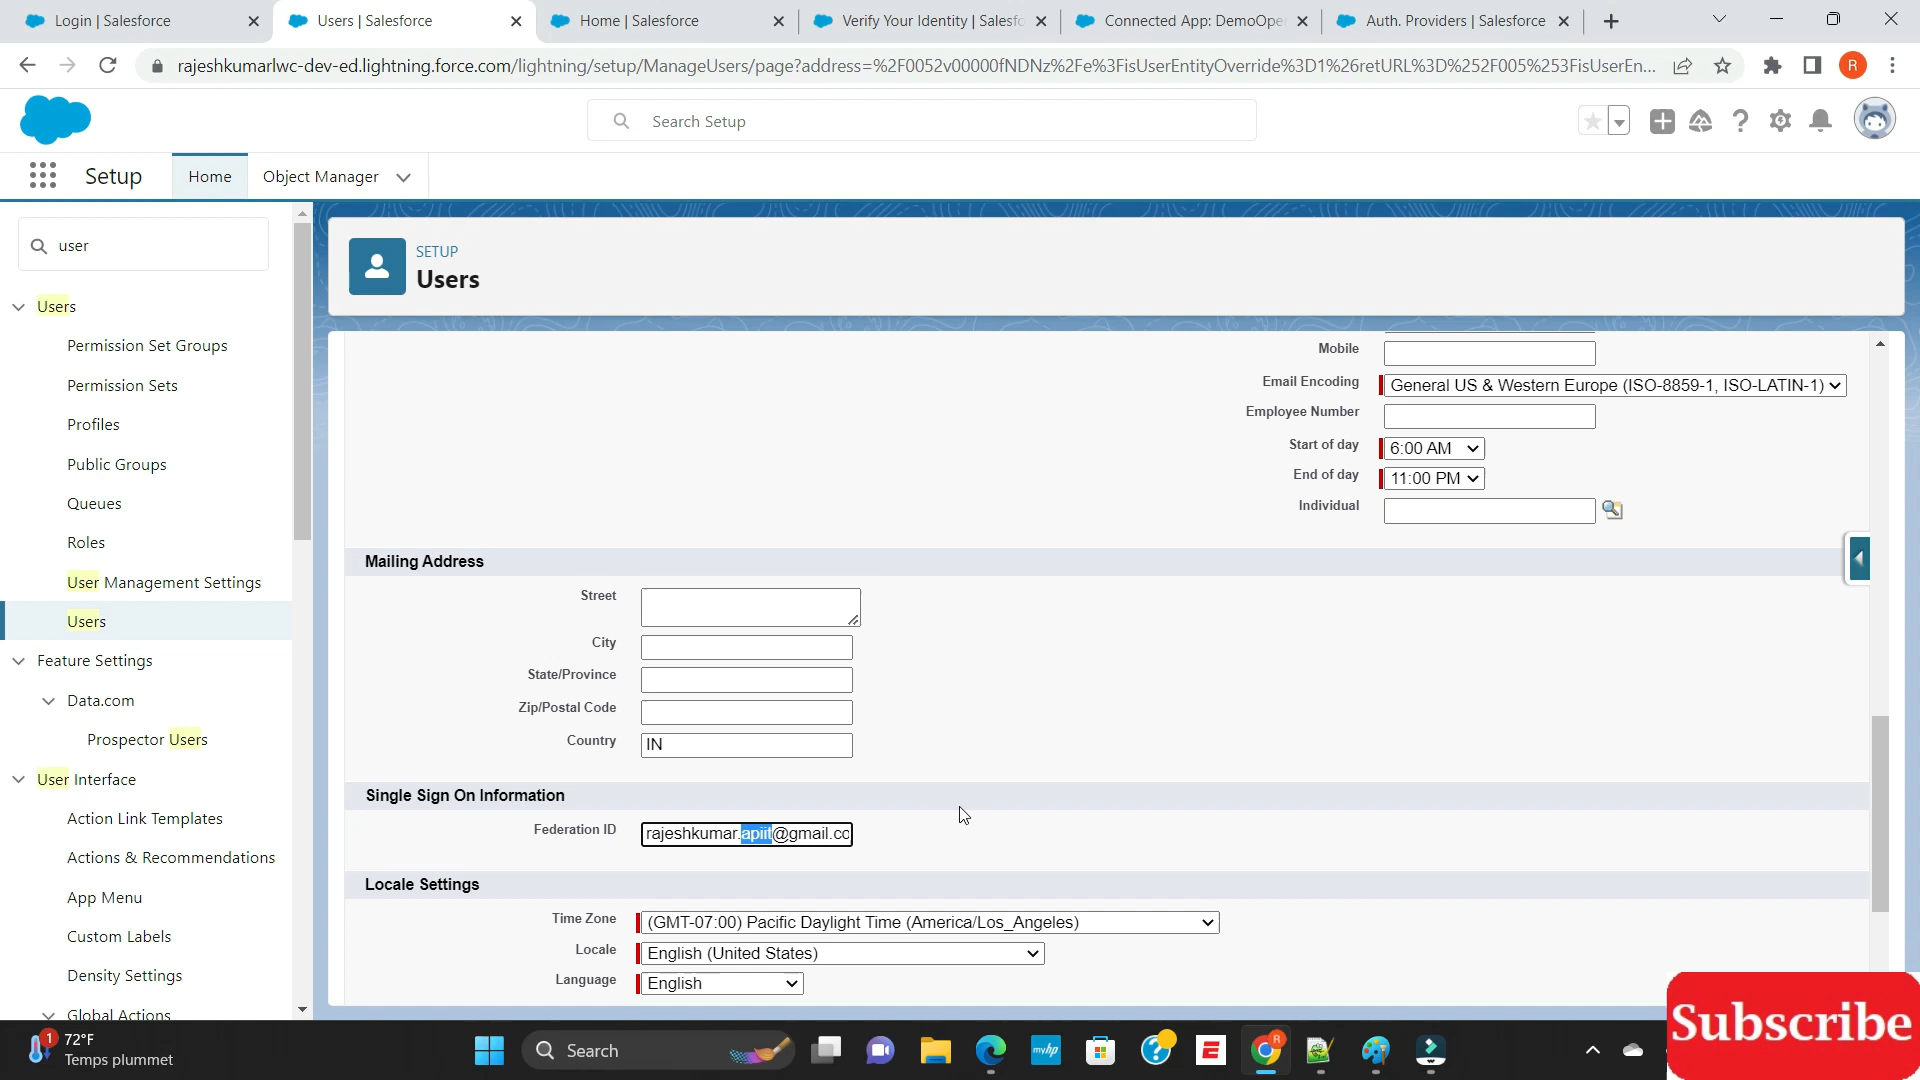 Login | Salesforce
Users | Salesforce
Home | Salesforce
Verify Your Identity | Salesfo
Connected App: DemoOpe
Auth. Providers | Salesforce
rajeshkumarlwc-dev-ed.lightning.force.com/lightning/setup/ManageUsers/page?address=%2F0052v00000fNDNz%2Fe%3FisUserEntityOverride%3D1%26retURL%3D%252F005%253FisUserEn...
R
Search Setup
Setup
Home
Object Manager
user
Users
Permission Set Groups
Permission Sets
Profiles
Public Groups
Queues
Roles
User Management Settings
Users
Feature Settings
Data.com
Prospector Users
User Interface
Action Link Templates
Actions & Recommendations
App Menu
Custom Labels
Density Settings
Global Actions
SETUP
Users
Mobile
Email Encoding General US & Western Europe (ISO-8859-1, ISO-LATIN-1)
Employee Number
Start of day 6:00 AM
End of day 11:00 PM
Individual
Mailing Address
Street
City
State/Province
Zip/Postal Code
Country IN
Single Sign On Information
Federation ID rajeshkumar.apiit@gmail.co
Locale Settings
Time Zone (GMT-07:00) Pacific Daylight Time (America/Los_Angeles)
Locale English (United States)
Language English
Subscribe
1
72°F
Temps plummet
Search
myhp
E
R